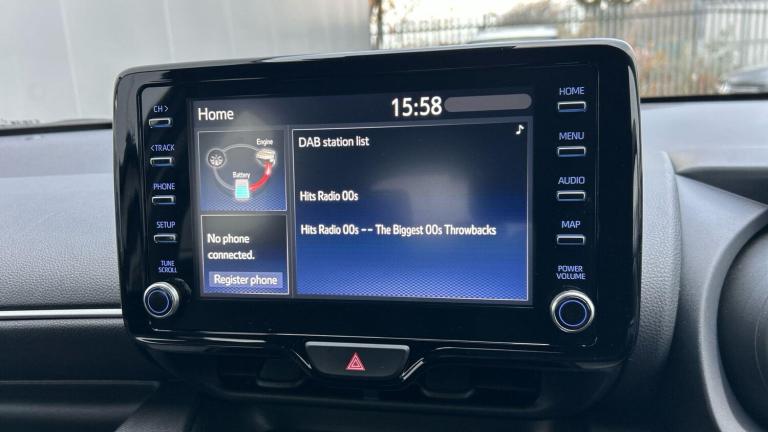 CH >
< TRACK
PHONE
SETUP
TUNE
SCROLL
Home
15:58
Engine
Battery
No phone
connected.
Register phone
DAB station list
Hits Radio 00s
Hits Radio 00s -- The Biggest 00s Throwbacks
HOME
MENU
AUDIO
MAP
POWER
VOLUME